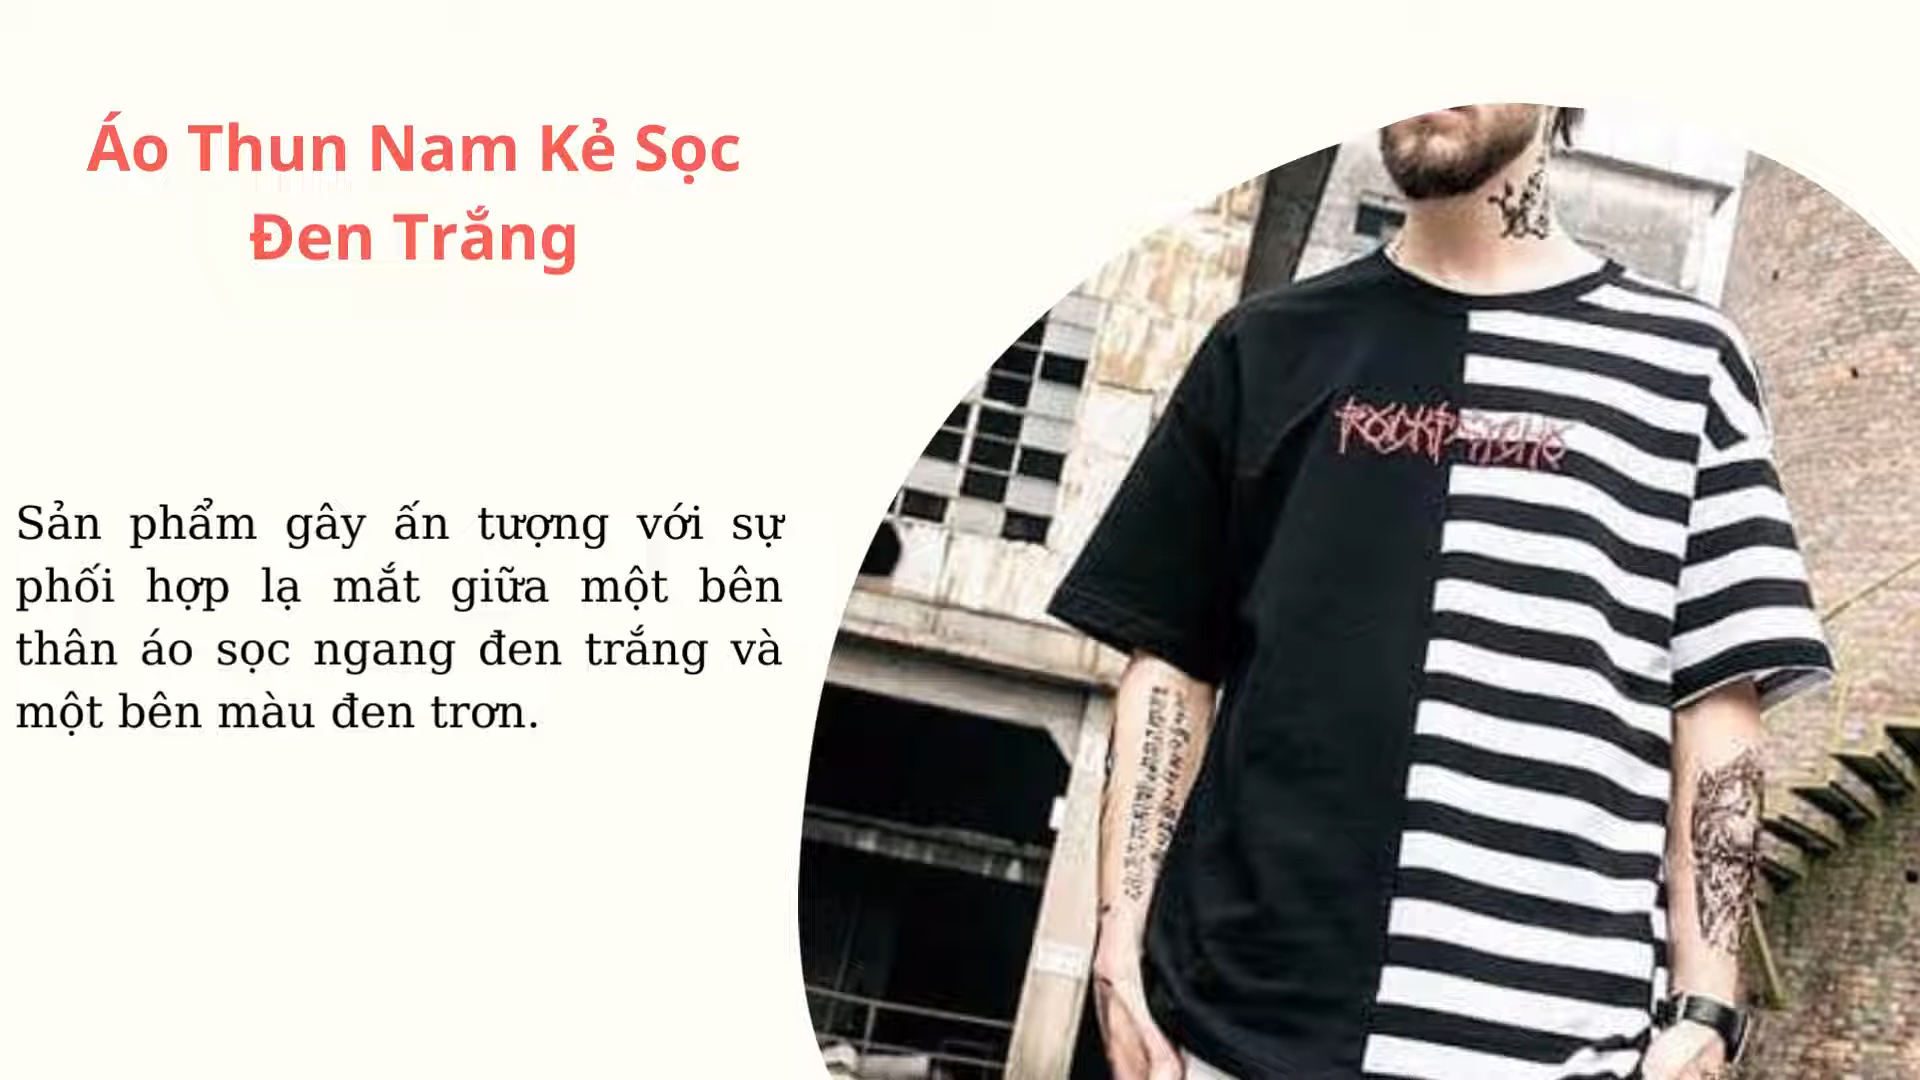 Áo Thun Nam Kẻ Sọc
Đen Trắng
Sản phẩm gây ấn tượng với sự
phối hợp lạ mắt giữa một bên
thân áo sọc ngang đen trắng và
một bên màu đen trơn.